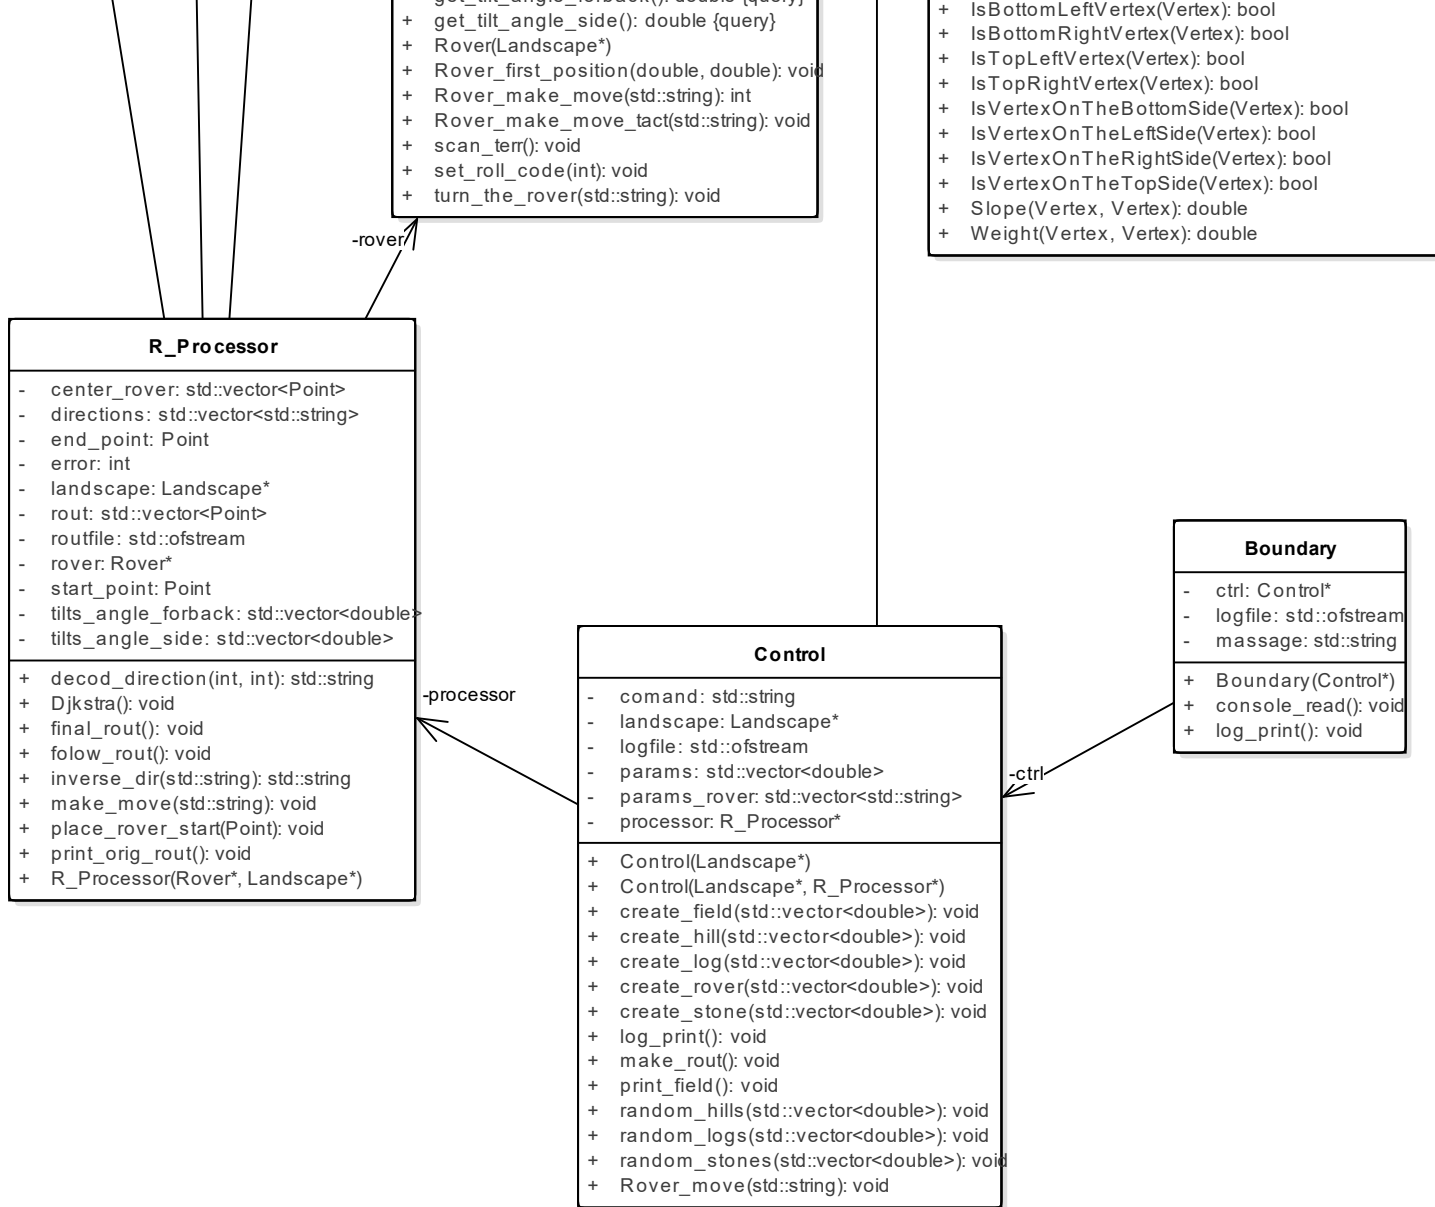 get_tilt_angle_forback(): double {query}
+ get_tilt_angle_side(): double {query}
+ Rover(Landscape*)
+ Rover_first_position(double, double): void
+ Rover_make_move(std::string): int
+ Rover_make_move_tact(std::string): void
+ scan_terr(): void
+ set_roll_code(int): void
+ turn_the_rover(std::string): void
+ IsBottomLeftVertex(Vertex): bool
+ IsBottomRightVertex(Vertex): bool
+ IsTopLeftVertex(Vertex): bool
+ IsTopRightVertex(Vertex): bool
+ IsVertexOnTheBottomSide(Vertex): bool
+ IsVertexOnTheLeftSide(Vertex): bool
+ IsVertexOnTheRightSide(Vertex): bool
+ IsVertexOnTheTopSide(Vertex): bool
+ Slope(Vertex, Vertex): double
+ Weight(Vertex, Vertex): double
-rover
R_Processor
- center_rover: std::vector<Point>
- directions: std::vector<std::string>
- end_point: Point
- error: int
- landscape: Landscape*
- rout: std::vector<Point>
- routfile: std::ofstream
- rover: Rover*
- start_point: Point
- tilts_angle_forback: std::vector<double>
- tilts_angle_side: std::vector<double>
+ decod_direction(int, int): std::string
+ Djkstra(): void
+ final_rout(): void
+ folow_rout(): void
+ inverse_dir(std::string): std::string
+ make_move(std::string): void
+ place_rover_start(Point): void
+ print_orig_rout(): void
+ R_Processor(Rover*, Landscape*)
-processor
Control
- comand: std::string
- landscape: Landscape*
- logfile: std::ofstream
- params: std::vector<double>
- params_rover: std::vector<std::string>
- processor: R_Processor*
+ Control(Landscape*)
+ Control(Landscape*, R_Processor*)
+ create_field(std::vector<double>): void
+ create_hill(std::vector<double>): void
+ create_log(std::vector<double>): void
+ create_rover(std::vector<double>): void
+ create_stone(std::vector<double>): void
+ log_print(): void
+ make_rout(): void
+ print_field(): void
+ random_hills(std::vector<double>): void
+ random_logs(std::vector<double>): void
+ random_stones(std::vector<double>): void
+ Rover_move(std::string): void
-ctrl
Boundary
- ctrl: Control*
- logfile: std::ofstream
- massage: std::string
+ Boundary(Control*)
+ console_read(): void
+ log_print(): void